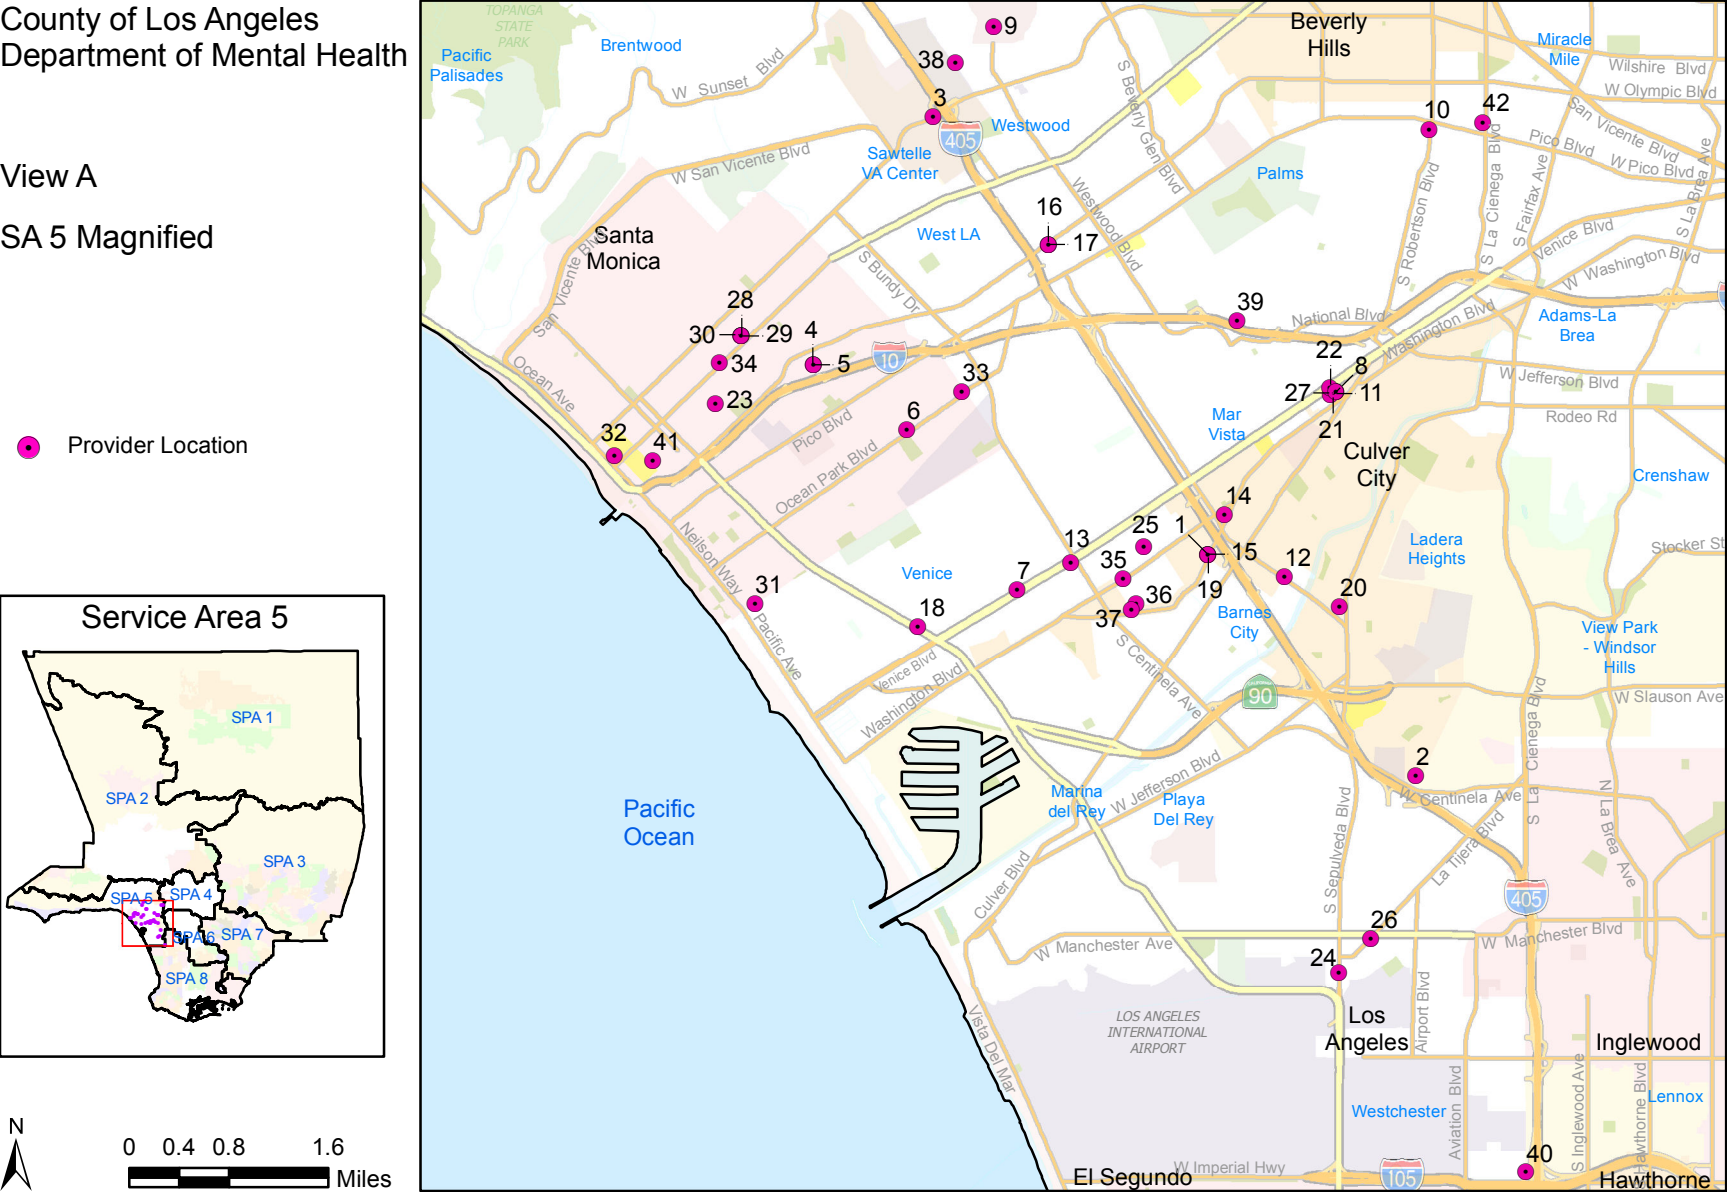 County of Los Angeles
Department of Mental Health
View A
SA 5 Magnified
Provider Location
Service Area 5
SPA 1
SPA 2
SPA 3
SPA 5
SPA 4
SPA 6
SPA 7
SPA 8
N
0 0.4 0.8 1.6
Miles
TOPANGA
STATE
PARK
Pacific
Palisades
Brentwood
W Sunset Blvd
9
38
3
405
Westwood
Sawtelle
VA Center
W San Vicente Blvd
Beverly
Hills
Miracle
Mile
Wilshire Blvd
W Olympic Blvd
San Vicente Blvd
Pico Blvd
W Pico Blvd
10
42
S Beverly Glen Blvd
Westwood Blvd
Palms
S Robertson Blvd
S La Cienega Blvd
S Fairfax Ave
S La Brea Ave
Venice Blvd
W Washington Blvd
Santa
Monica
San Vicente Blvd
West LA
S Bundy Dr
16
17
28
30
29
4
5
34
23
10
33
6
39
National Blvd
Washington Blvd
Adams-La
Brea
W Jefferson Blvd
Rodeo Rd
22
8
27
11
21
Culver
City
Mar
Vista
Crenshaw
Ocean Ave
32
41
Pico Blvd
Ocean Park Blvd
Neilson Way
31
Pacific Ave
Venice
18
7
13
25
35
36
37
14
1
15
19
12
20
Barnes
City
Ladera
Heights
Stocker St
View Park
- Windsor
Hills
W Slauson Ave
S Centinela Ave
Venice Blvd
Washington Blvd
CALIFORNIA
90
2
W Centinela Ave
S La Cienega Blvd
N La Brea Ave
Pacific
Ocean
Marina
del Rey
W Jefferson Blvd
Playa
Del Rey
Culver Blvd
S Sepulveda Blvd
La Tijera Blvd
405
26
24
W Manchester Ave
W Manchester Blvd
Los
Angeles
Airport Blvd
LOS ANGELES
INTERNATIONAL
AIRPORT
Vista Del Mar
Inglewood
Westchester
Aviation Blvd
S Inglewood Ave
Hawthorne Blvd
Lennox
40
El Segundo
W Imperial Hwy
105
Hawthorne